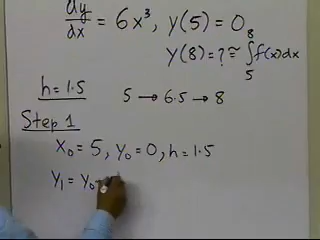 dy/dx = 6x³, y(5) = 0
y(8) = ? ≅ ∫₅⁸ f(x)dx
h = 1.5  5 → 6.5 → 8
Step 1
x₀ = 5, y₀ = 0, h = 1.5
y₁ = y₀